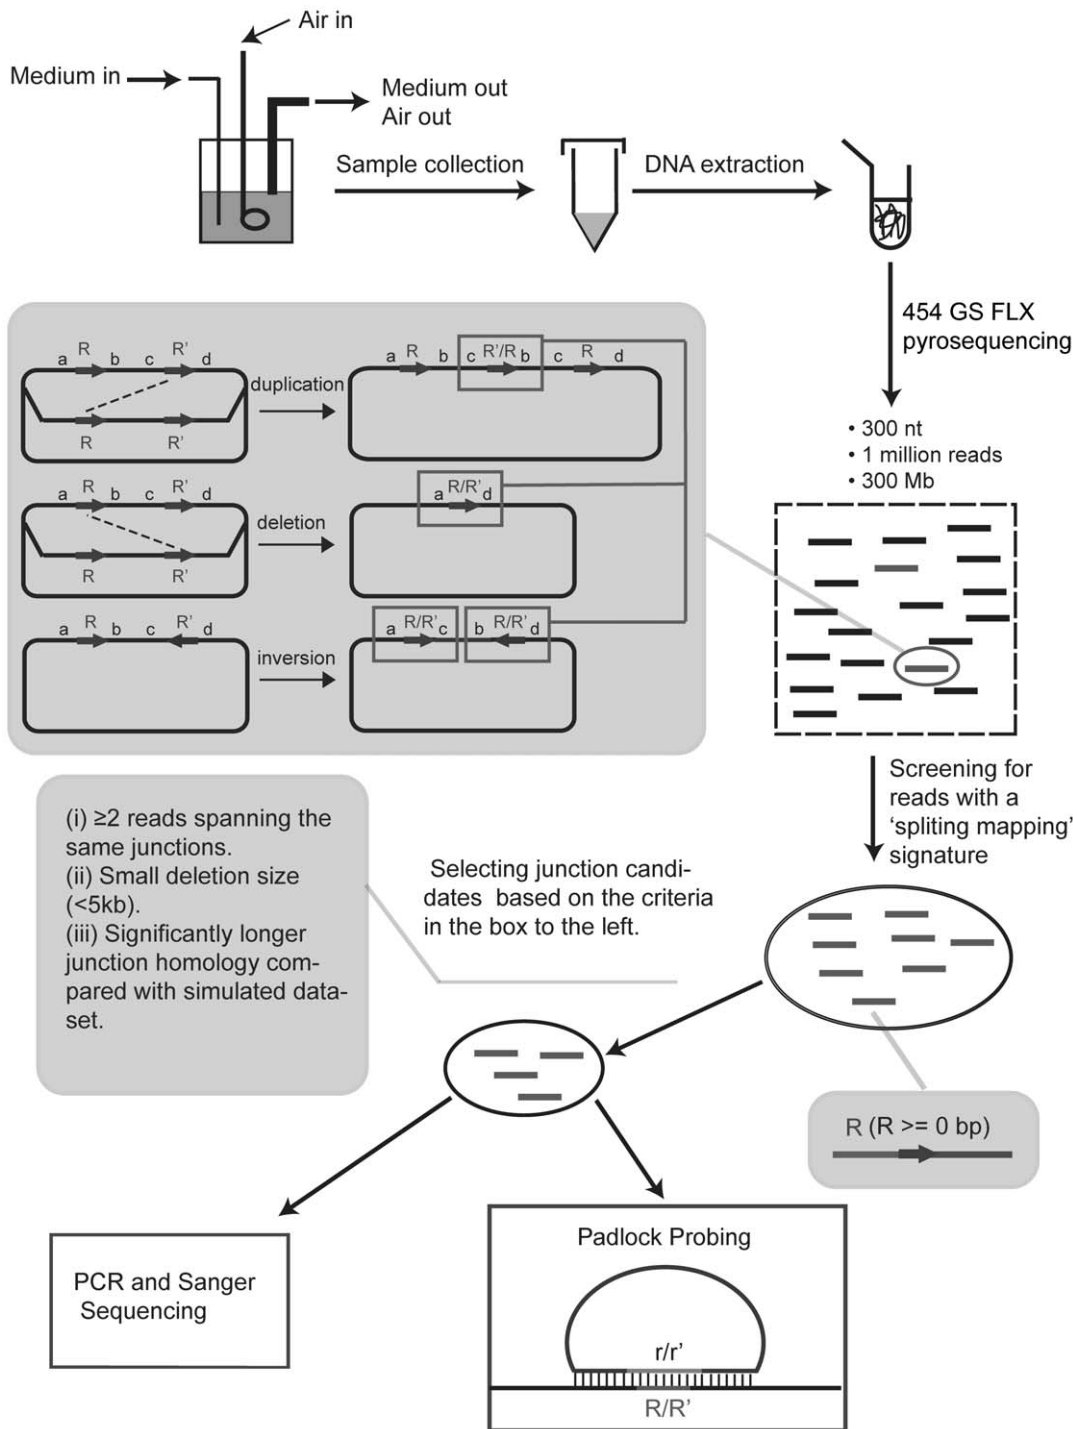 Air in
Medium in
Medium out
Air out
Sample collection
DNA extraction
454 GS FLX
pyrosequencing
• 300 nt
• 1 million reads
• 300 Mb
a R b c R' d
R R'
duplication
a R b c R'/R b c R d
a R b c R' d
R R'
deletion
a R/R' d
a R b c R' d
inversion
a R/R' c b R/R' d
Screening for
reads with a
'spliting mapping'
signature
(i) ≥2 reads spanning the
same junctions.
(ii) Small deletion size
(<5kb).
(iii) Significantly longer
junction homology com-
pared with simulated data-
set.
Selecting junction candi-
dates based on the criteria
in the box to the left.
R (R >= 0 bp)
PCR and Sanger
Sequencing
Padlock Probing
r/r'
R/R'